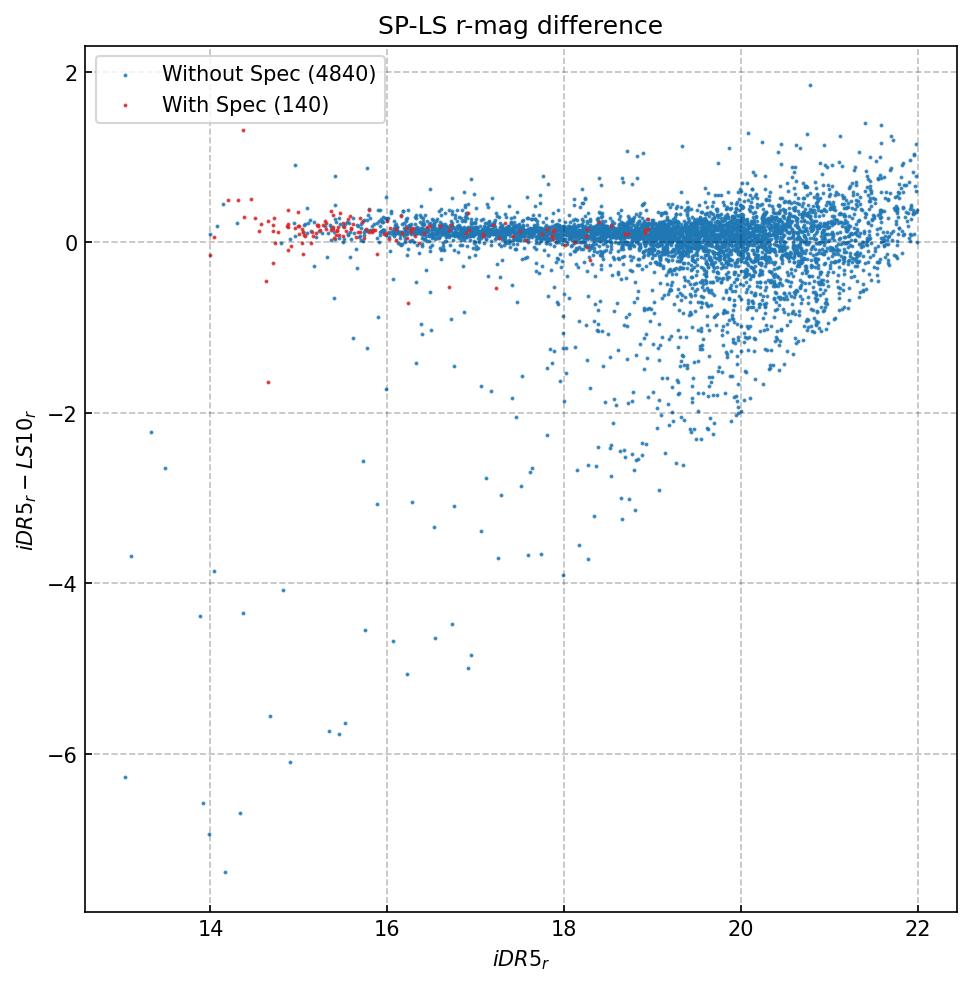 SP-LS r-mag difference
Without Spec (4840)
With Spec (140)
2
0
−2
−4
−6
iDR5r − LS10r
14 16 18 20 22
iDR5r